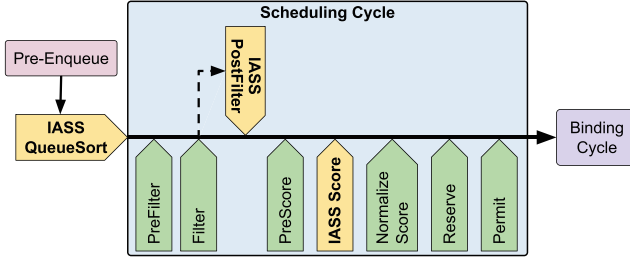 Scheduling Cycle
Pre-Enqueue
IASS
PostFilter
IASS
QueueSort
Binding
Cycle
PreFilter
Filter
PreScore
IASS Score
Normalize
Score
Reserve
Permit